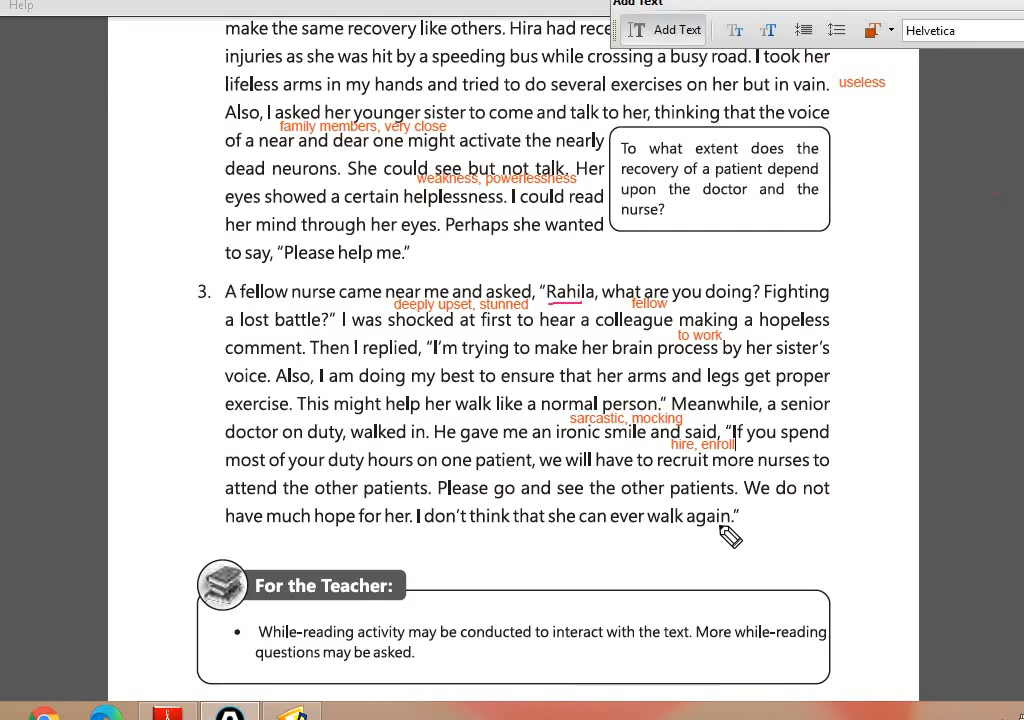 Help
Add Text
Add Text
Helvetica
make the same recovery like others. Hira had rece
injuries as she was hit by a speeding bus while crossing a busy road. I took her
lifeless arms in my hands and tried to do several exercises on her but in vain. useless
Also, I asked her younger sister to come and talk to her, thinking that the voice
family members, very close
of a near and dear one might activate the nearly
dead neurons. She could see but not talk. Her
weakness, powerlessness
eyes showed a certain helplessness. I could read
her mind through her eyes. Perhaps she wanted
to say, “Please help me.”
To what extent does the
recovery of a patient depend
upon the doctor and the
nurse?
3. A fellow nurse came near me and asked, “Rahila, what are you doing? Fighting
deeply upset, stunned fellow
a lost battle?” I was shocked at first to hear a colleague making a hopeless
to work
comment. Then I replied, “I’m trying to make her brain process by her sister’s
voice. Also, I am doing my best to ensure that her arms and legs get proper
exercise. This might help her walk like a normal person.” Meanwhile, a senior
sarcastic, mocking
doctor on duty, walked in. He gave me an ironic smile and said, “If you spend
hire, enroll
most of your duty hours on one patient, we will have to recruit more nurses to
attend the other patients. Please go and see the other patients. We do not
have much hope for her. I don’t think that she can ever walk again.”
For the Teacher:
• While-reading activity may be conducted to interact with the text. More while-reading
questions may be asked.